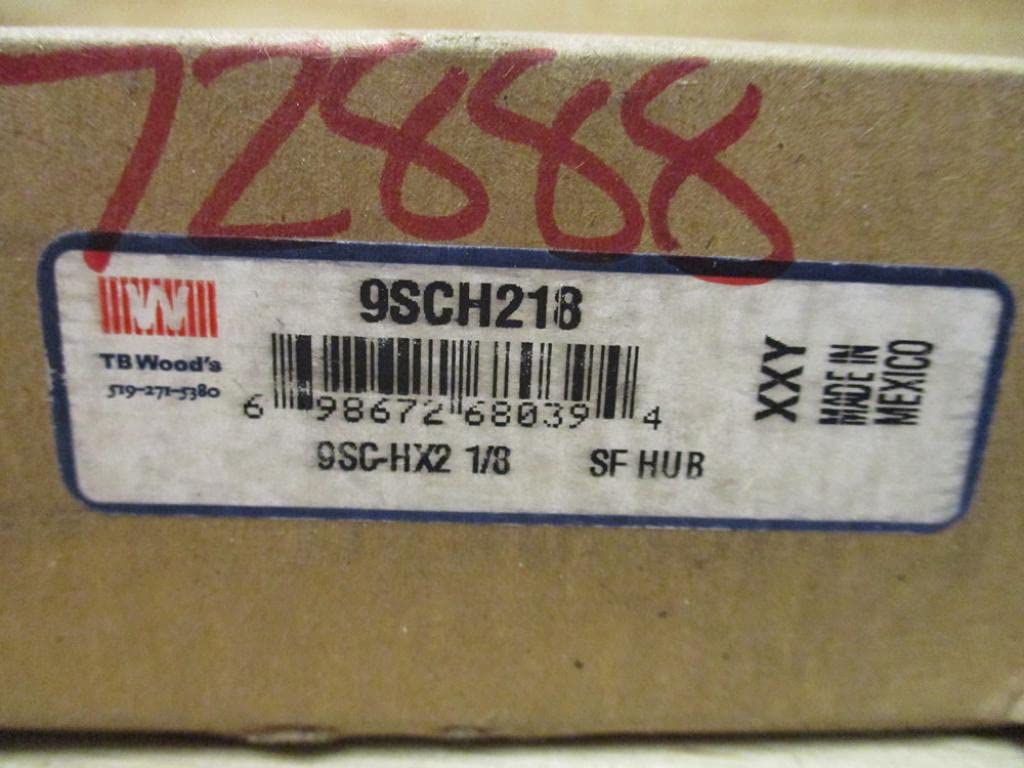 72888
9SCH218
TB Wood's
519-271-5380
6 98672 68039 4
9SC-HX2 1/8 SF HUB
XXY
MADE IN
MEXICO